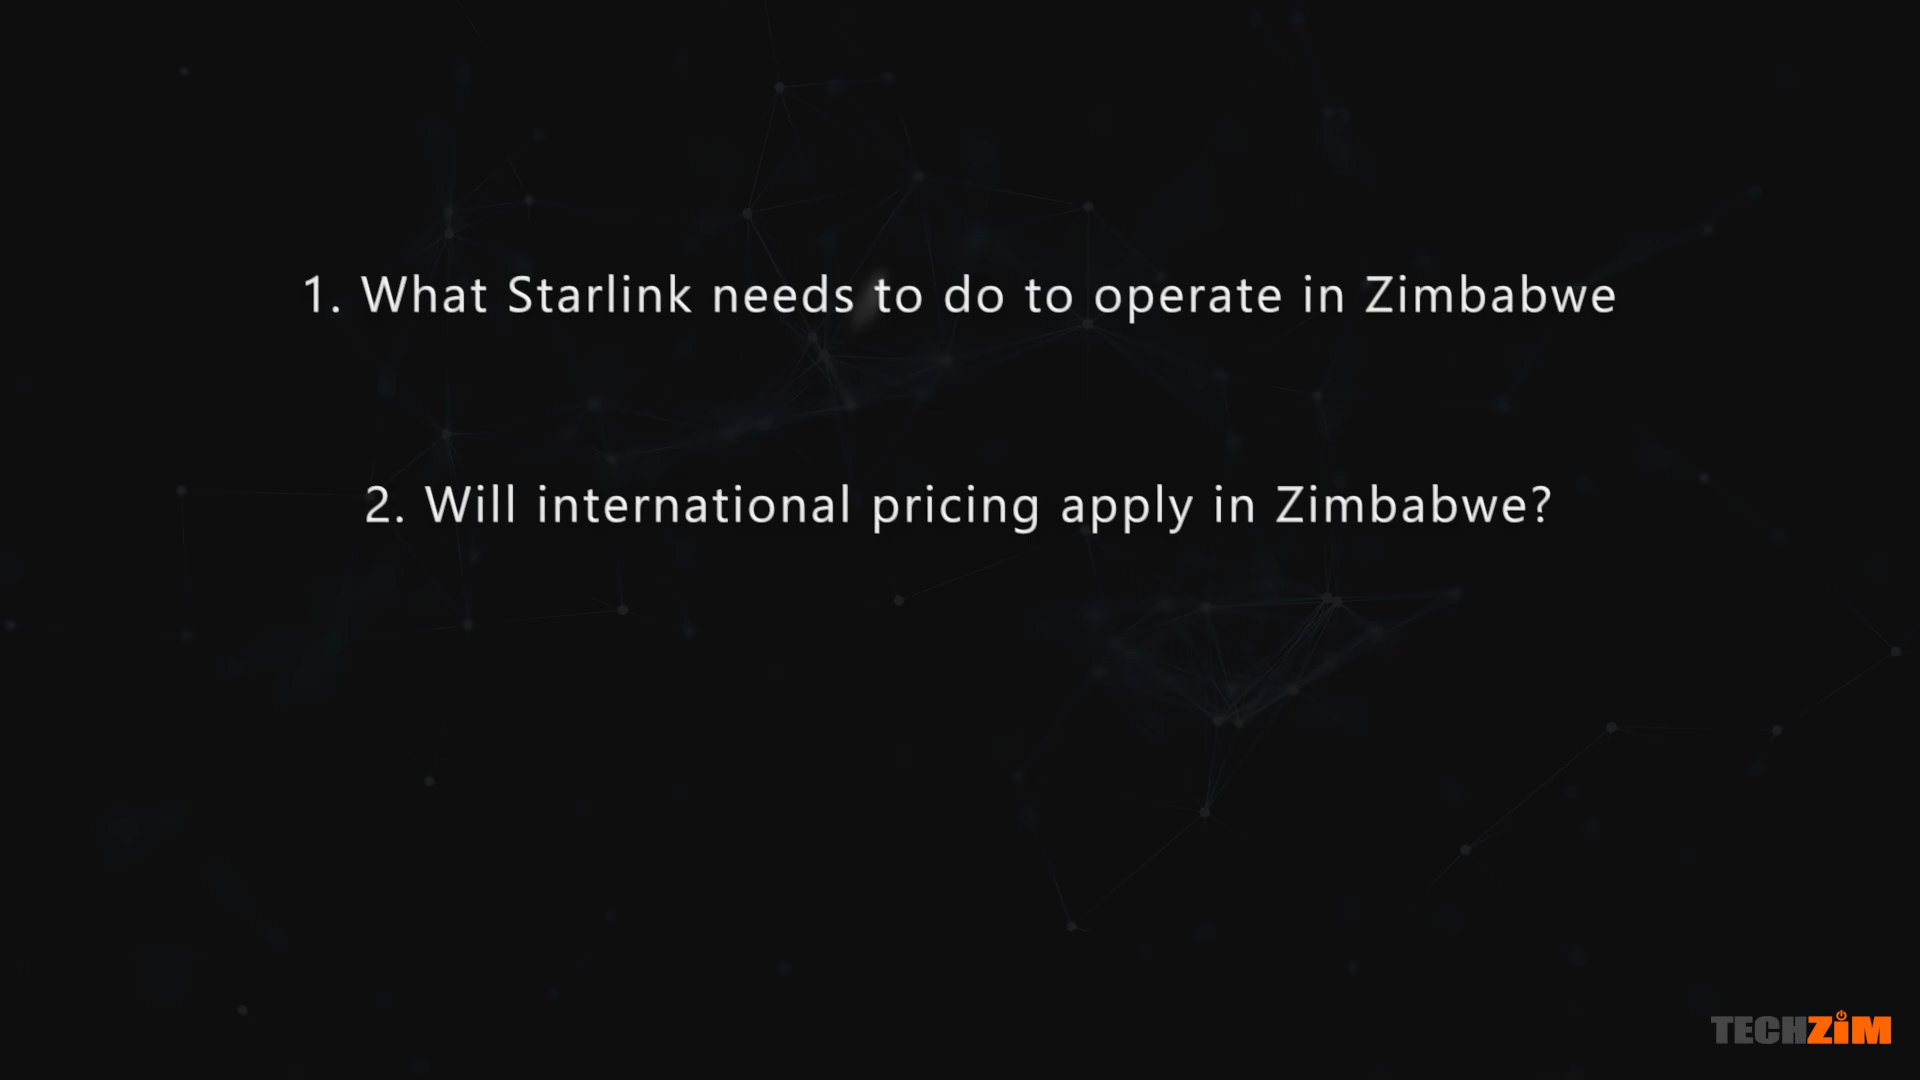 1. What Starlink needs to do to operate in Zimbabwe
2. Will international pricing apply in Zimbabwe?
TECHZiM